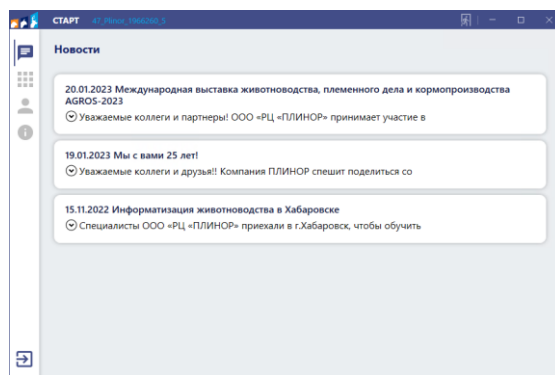 СТАРТ 47_Plinor_1966260_5
Новости
20.01.2023 Международная выставка животноводства, племенного дела и кормопроизводства
AGROS-2023
Уважаемые коллеги и партнеры! ООО «РЦ «ПЛИНОР» принимает участие в
19.01.2023 Мы с вами 25 лет!
Уважаемые коллеги и друзья!! Компания ПЛИНОР спешит поделиться со
15.11.2022 Информатизация животноводства в Хабаровске
Специалисты ООО «РЦ «ПЛИНОР» приехали в г.Хабаровск, чтобы обучить